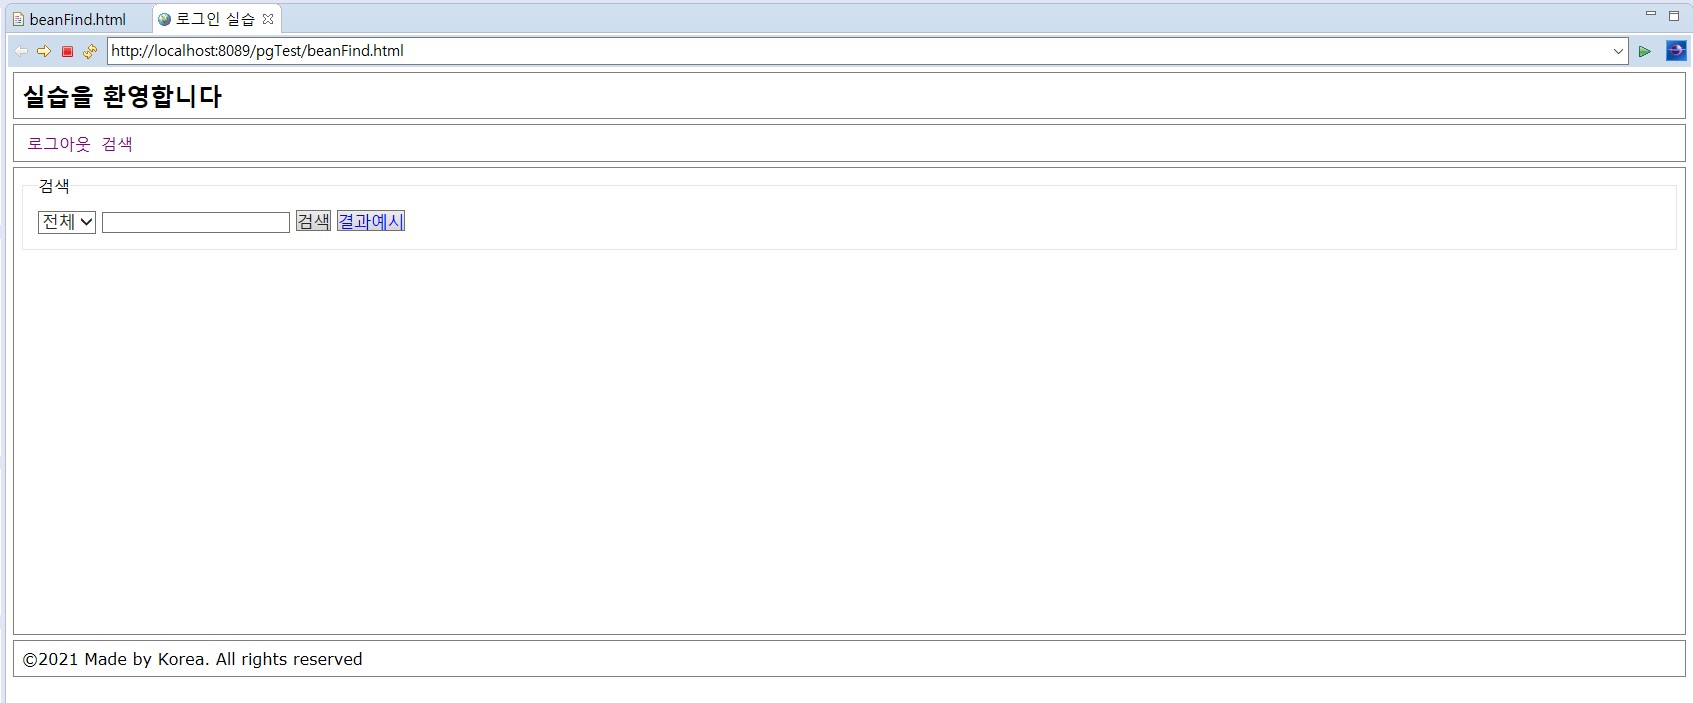 beanFind.html 로그인 실습
http://localhost:8089/pgTest/beanFind.html
실습을 환영합니다
로그아웃 검색
검색
전체 검색 결과예시
©2021 Made by Korea. All rights reserved